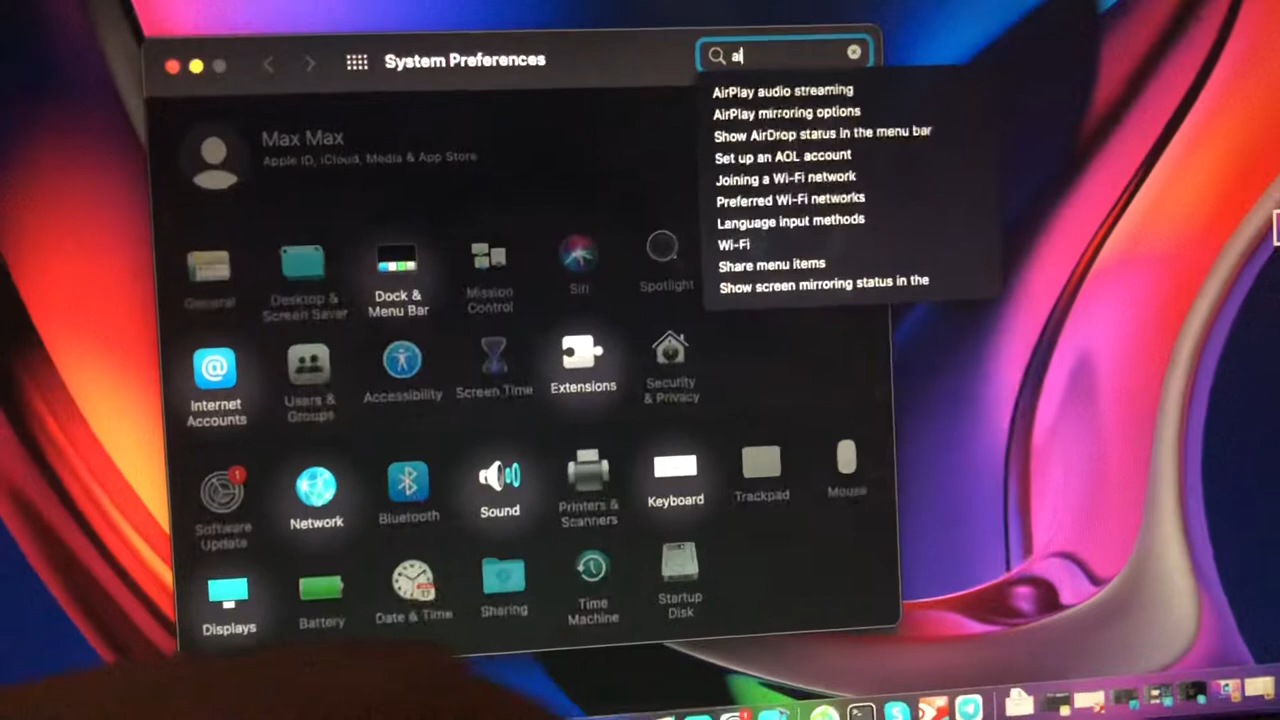 System Preferences
ai
AirPlay audio streaming
AirPlay mirroring options
Show AirDrop status in the menu bar
Set up an AOL account
Joining a Wi-Fi network
Preferred Wi-Fi networks
Language input methods
Wi-Fi
Share menu items
Show screen mirroring status in the
Max Max
Apple ID, iCloud, Media & App Store
General
Desktop &
Screen Saver
Dock &
Menu Bar
Mission
Control
Siri
Spotlight
Internet
Accounts
Users &
Groups
Accessibility
Screen Time
Extensions
Security
& Privacy
1
Software
Update
Network
Bluetooth
Sound
Printers &
Scanners
Keyboard
Trackpad
Mouse
Displays
Battery
17
Date & Time
Sharing
Time
Machine
Startup
Disk